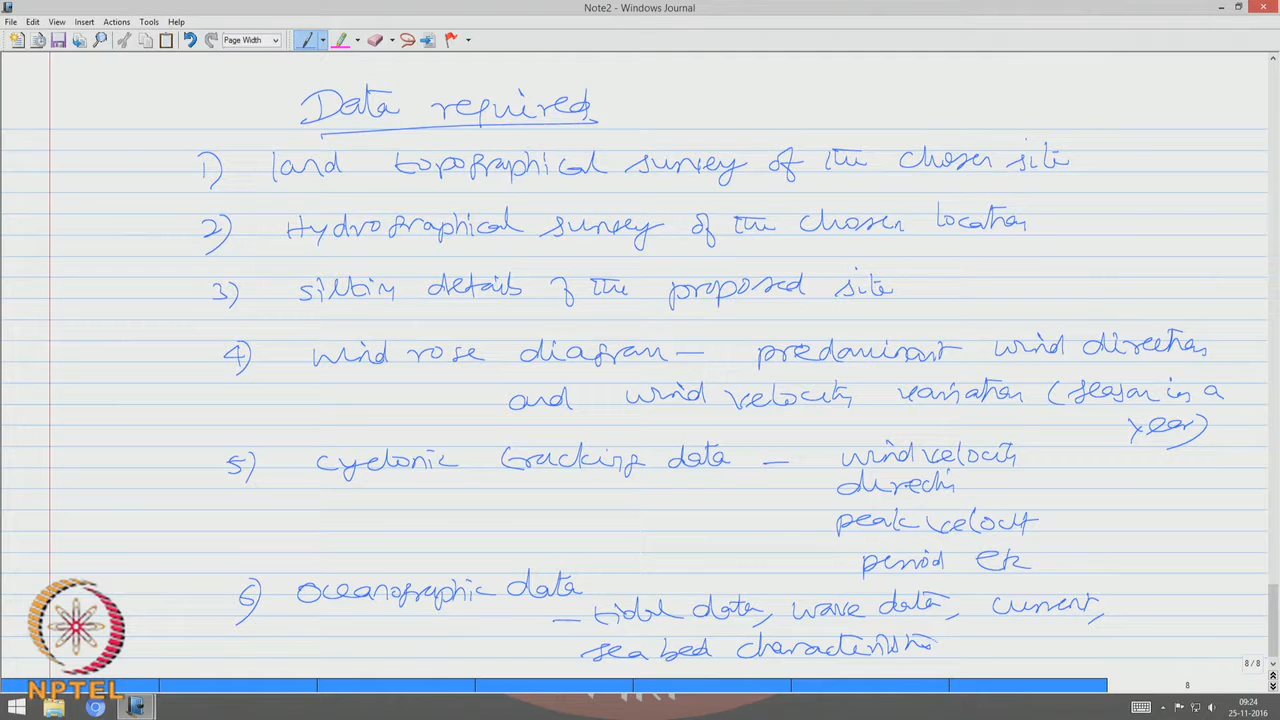 Note2 - Windows Journal
File Edit View Insert Actions Tools Help
Page Width
Data required
1) land topographical survey of the chosen site
2) Hydrographical survey of the chosen location
3) silting details of the proposed site
4) wind rose diagram - predominant wind direction
and wind velocity variation (season in a
year)
5) cyclonic tracking data - wind velocity
directi
peak velocit
period etc
6) Oceanographic data
- tidal data, wave data, current,
sea bed characteristics
8/8
8
NPTEL
09:24
25-11-2016